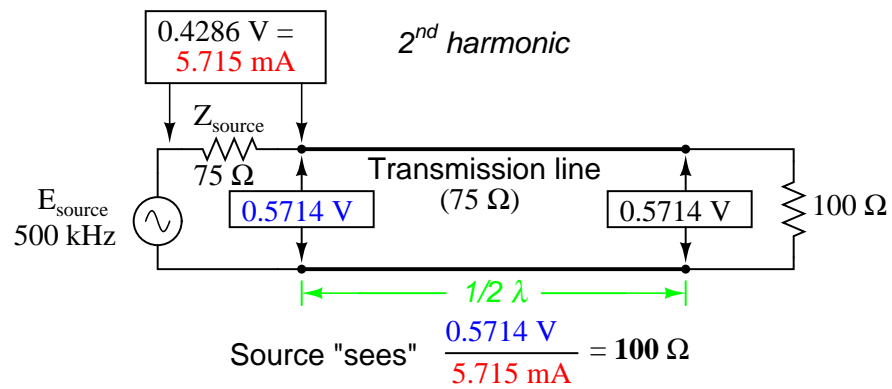 0.4286 V =
5.715 mA
2nd harmonic
Zsource
75 Ω
Transmission line
(75 Ω)
Esource
500 kHz
0.5714 V
0.5714 V
100 Ω
1/2 λ
Source "sees" 0.5714 V / 5.715 mA = 100 Ω